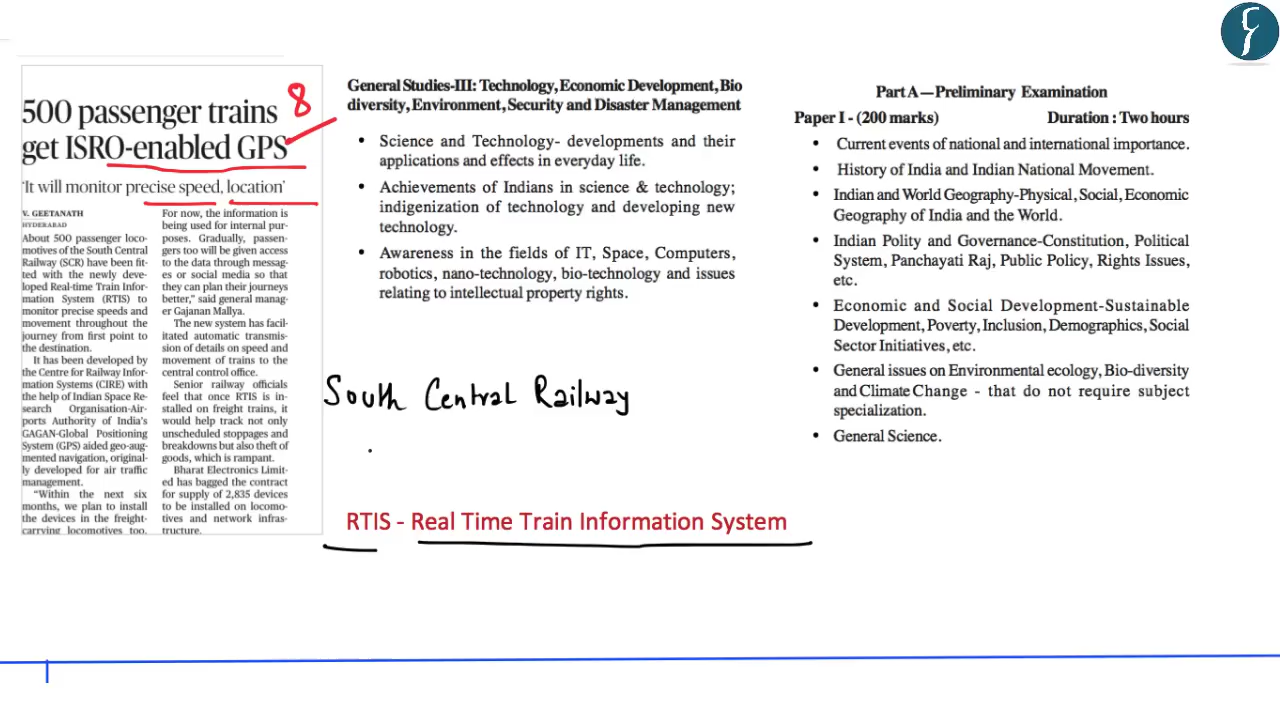 500 passenger trains
get ISRO-enabled GPS
8
'It will monitor precise speed, location'
V. GEETANATH
HYDERABAD
About 500 passenger loco-
motives of the South Central
Railway (SCR) have been fit-
ted with the newly deve-
loped Real-time Train Infor-
mation System (RTIS) to
monitor precise speeds and
movement throughout the
journey from first point to
the destination.
It has been developed by
the Centre for Railway Infor-
mation Systems (CIRE) with
the help of Indian Space Re-
search Organisation-Air-
ports Authority of India's
GAGAN-Global Positioning
System (GPS) aided geo-aug-
mented navigation, original-
ly developed for air traffic
management.
"Within the next six
months, we plan to install
the devices in the freight-
carrying locomotives too.
For now, the information is
being used for internal pur-
poses. Gradually, passen-
gers too will be given access
to the data through messag-
es or social media so that
they can plan their journeys
better," said general manag-
er Gajanan Mallya.
The new system has facil-
itated automatic transmis-
sion of details on speed and
movement of trains to the
central control office.
Senior railway officials
feel that once RTIS is in-
stalled on freight trains, it
would help track not only
unscheduled stoppages and
breakdowns but also theft of
goods, which is rampant.
Bharat Electronics Limit-
ed has bagged the contract
for supply of 2,835 devices
to be installed on locomo-
tives and network infras-
tructure.
General Studies-III: Technology, Economic Development, Bio
diversity, Environment, Security and Disaster Management
• Science and Technology- developments and their
applications and effects in everyday life.
• Achievements of Indians in science & technology;
indigenization of technology and developing new
technology.
• Awareness in the fields of IT, Space, Computers,
robotics, nano-technology, bio-technology and issues
relating to intellectual property rights.
South Central Railway
RTIS - Real Time Train Information System
Part A—Preliminary Examination
Paper I - (200 marks) Duration : Two hours
• Current events of national and international importance.
• History of India and Indian National Movement.
• Indian and World Geography-Physical, Social, Economic
Geography of India and the World.
• Indian Polity and Governance-Constitution, Political
System, Panchayati Raj, Public Policy, Rights Issues,
etc.
• Economic and Social Development-Sustainable
Development, Poverty, Inclusion, Demographics, Social
Sector Initiatives, etc.
• General issues on Environmental ecology, Bio-diversity
and Climate Change - that do not require subject
specialization.
• General Science.